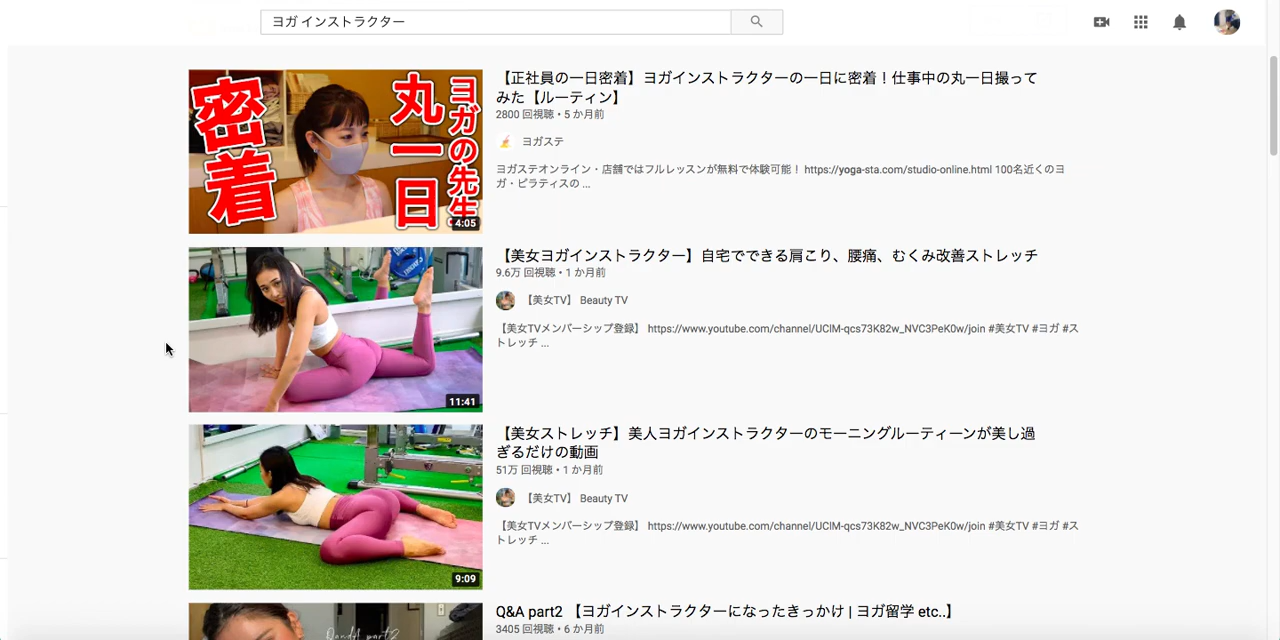 ヨガ インストラクター
密着
丸一日
ヨガの先生
4:05
【正社員の一日密着】ヨガインストラクターの一日に密着！仕事中の丸一日撮って
みた【ルーティン】
2800 回視聴・5 か月前
ヨガステ
ヨガステオンライン・店舗ではフルレッスンが無料で体験可能！ https://yoga-sta.com/studio-online.html 100名近くのヨ
ガ・ピラティスの ...
11:41
【美女ヨガインストラクター】自宅でできる肩こり、腰痛、むくみ改善ストレッチ
9.6万 回視聴・1 か月前
【美女TV】 Beauty TV
【美女TVメンバーシップ登録】 https://www.youtube.com/channel/UCIM-qcs73K82w_NVC3PeK0w/join #美女TV #ヨガ #ス
トレッチ ...
9:09
【美女ストレッチ】美人ヨガインストラクターのモーニングルーティーンが美し過
ぎるだけの動画
51万 回視聴・1 か月前
【美女TV】 Beauty TV
【美女TVメンバーシップ登録】 https://www.youtube.com/channel/UCIM-qcs73K82w_NVC3PeK0w/join #美女TV #ヨガ #ス
トレッチ ...
Q&A part2 【ヨガインストラクターになったきっかけ | ヨガ留学 etc..】
3405 回視聴・6 か月前